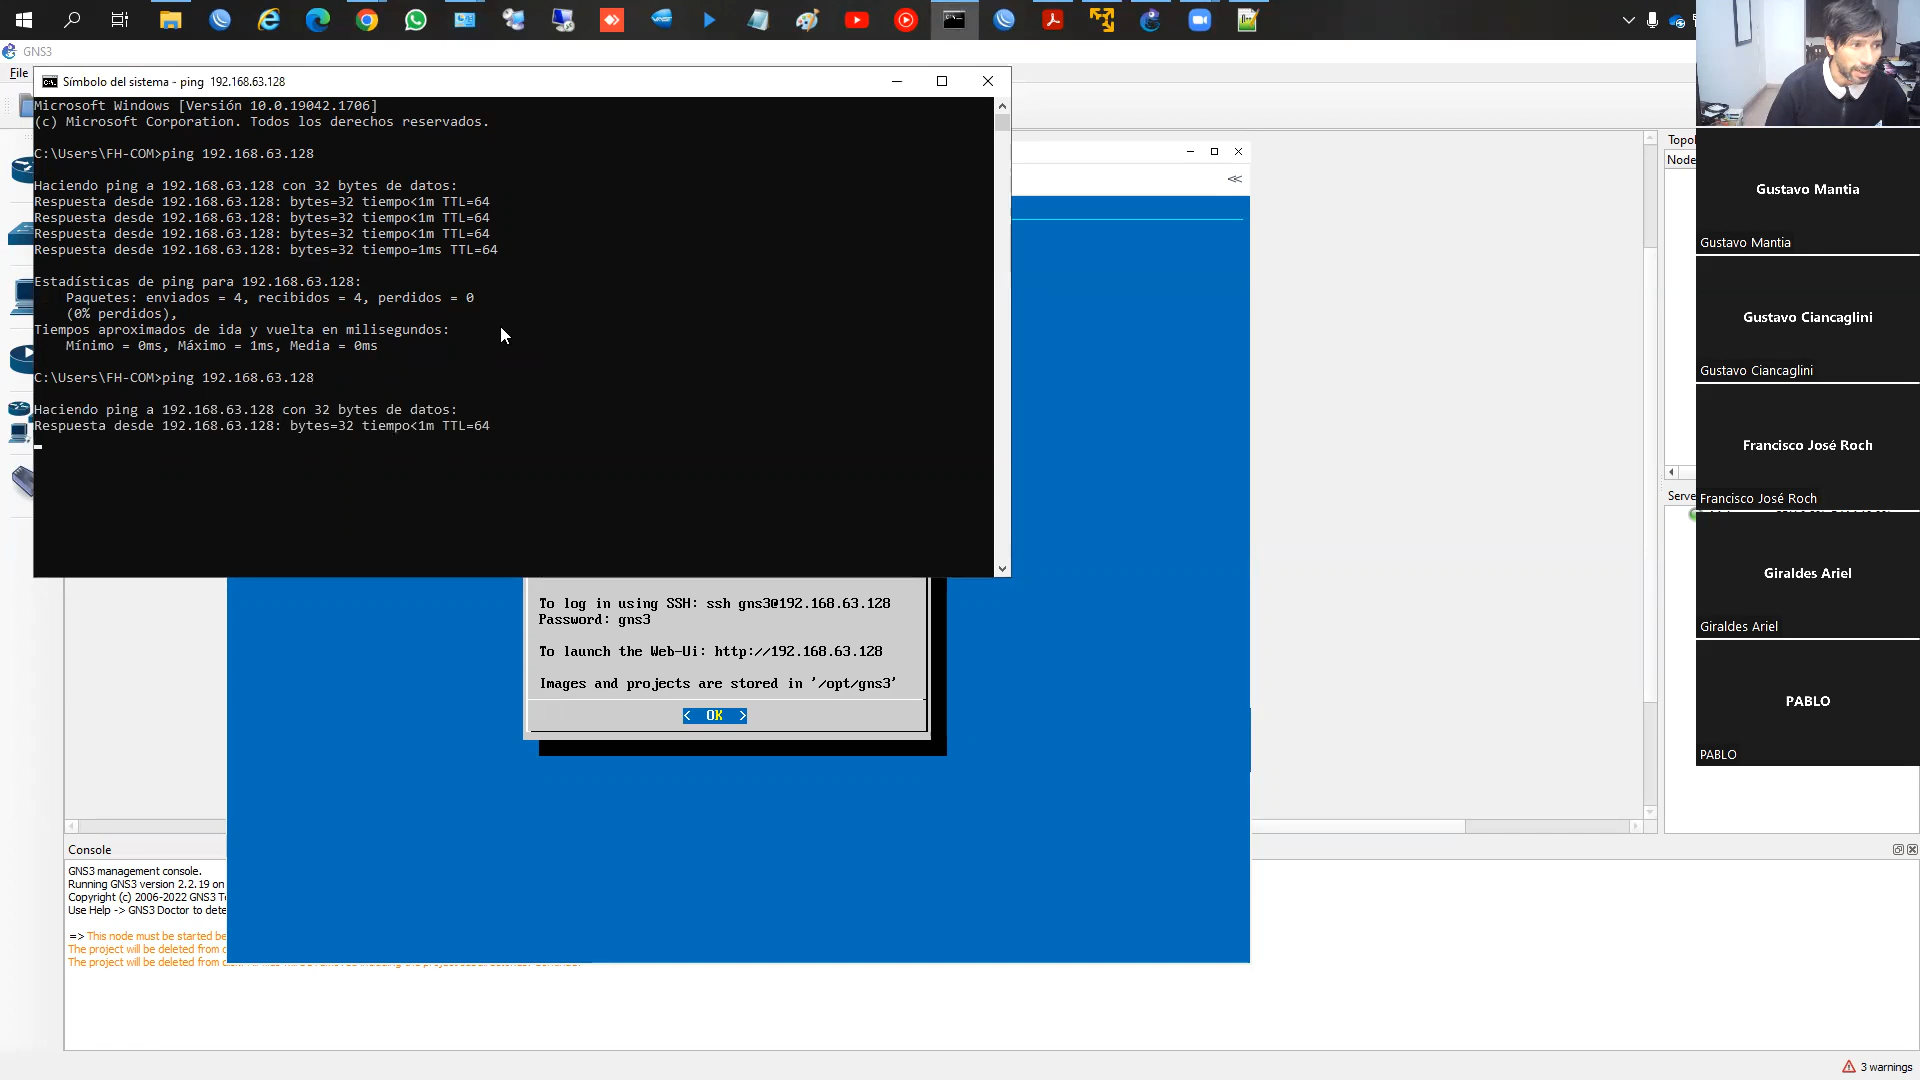 GNS3
File
Símbolo del sistema - ping 192.168.63.128
Microsoft Windows [Versión 10.0.19042.1706]
(c) Microsoft Corporation. Todos los derechos reservados.
C:\Users\FH-COM>ping 192.168.63.128
Haciendo ping a 192.168.63.128 con 32 bytes de datos:
Respuesta desde 192.168.63.128: bytes=32 tiempo<1m TTL=64
Respuesta desde 192.168.63.128: bytes=32 tiempo<1m TTL=64
Respuesta desde 192.168.63.128: bytes=32 tiempo<1m TTL=64
Respuesta desde 192.168.63.128: bytes=32 tiempo=1ms TTL=64
Estadísticas de ping para 192.168.63.128:
Paquetes: enviados = 4, recibidos = 4, perdidos = 0
(0% perdidos),
Tiempos aproximados de ida y vuelta en milisegundos:
Mínimo = 0ms, Máximo = 1ms, Media = 0ms
C:\Users\FH-COM>ping 192.168.63.128
Haciendo ping a 192.168.63.128 con 32 bytes de datos:
Respuesta desde 192.168.63.128: bytes=32 tiempo<1m TTL=64
To log in using SSH: ssh gns3@192.168.63.128
Password: gns3
To launch the Web-Ui: http://192.168.63.128
Images and projects are stored in '/opt/gns3'
< OK >
Console
GNS3 management console.
Running GNS3 version 2.2.19 on
Copyright (c) 2006-2022 GNS3 T
Use Help -> GNS3 Doctor to dete
=> This node must be started be
The project will be deleted from
The project will be deleted from
Topol
Node
Serve
Gustavo Mantia
Gustavo Mantia
Gustavo Ciancaglini
Gustavo Ciancaglini
Francisco José Roch
Francisco José Roch
Giraldes Ariel
Giraldes Ariel
PABLO
PABLO
3 warnings